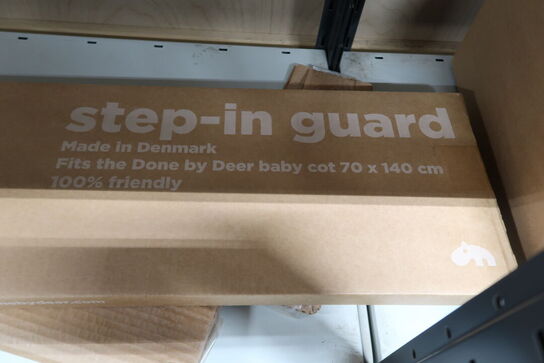 step-in guard
Made in Denmark
Fits the Done by Deer baby cot 70 x 140 cm
100% friendly